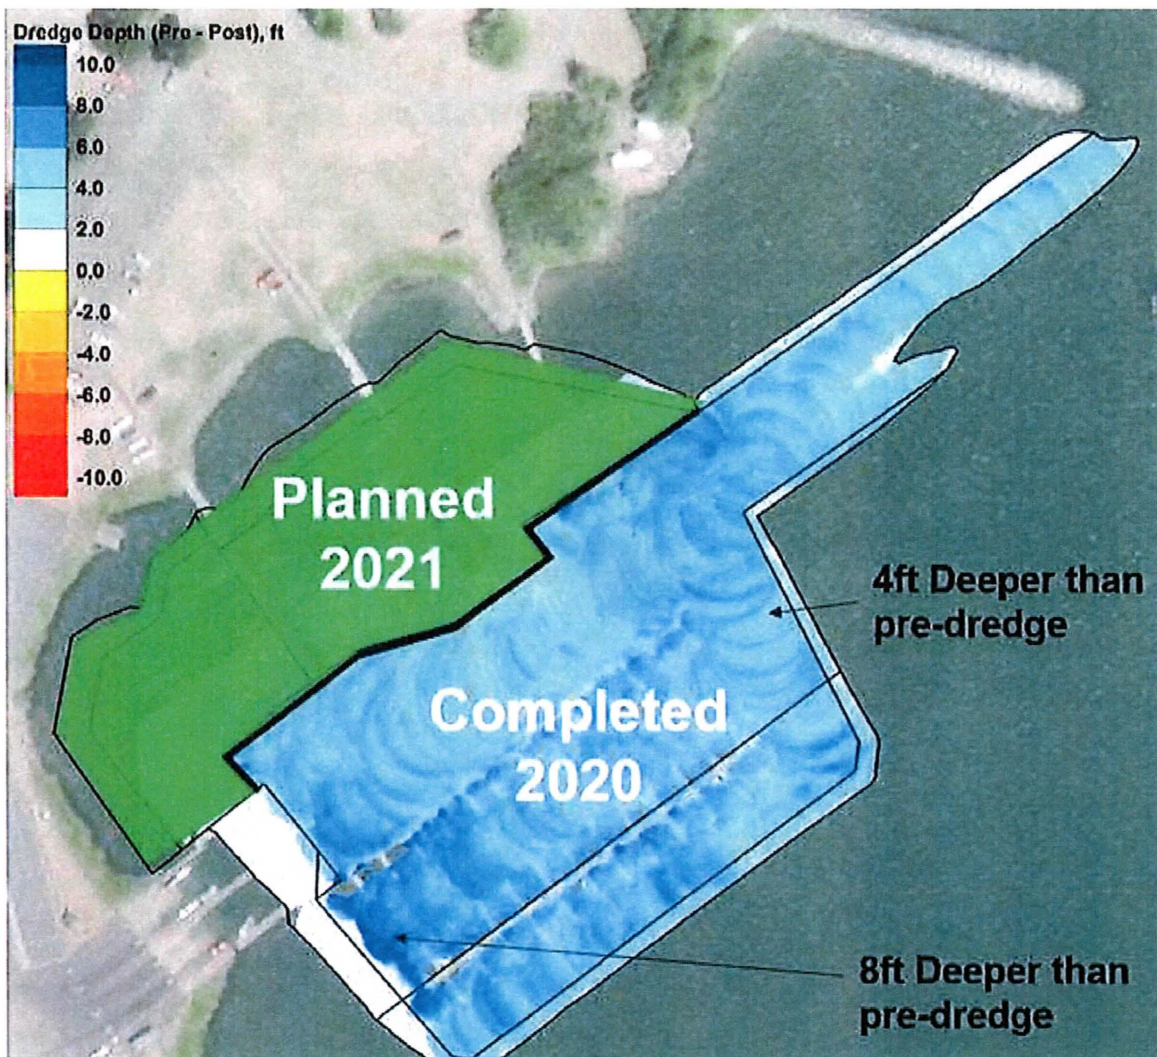 Dredge Depth (Pre - Post), ft
10.0
8.0
6.0
4.0
2.0
0.0
-2.0
-4.0
-6.0
-8.0
-10.0
Planned
2021
4ft Deeper than
pre-dredge
Completed
2020
8ft Deeper than
pre-dredge